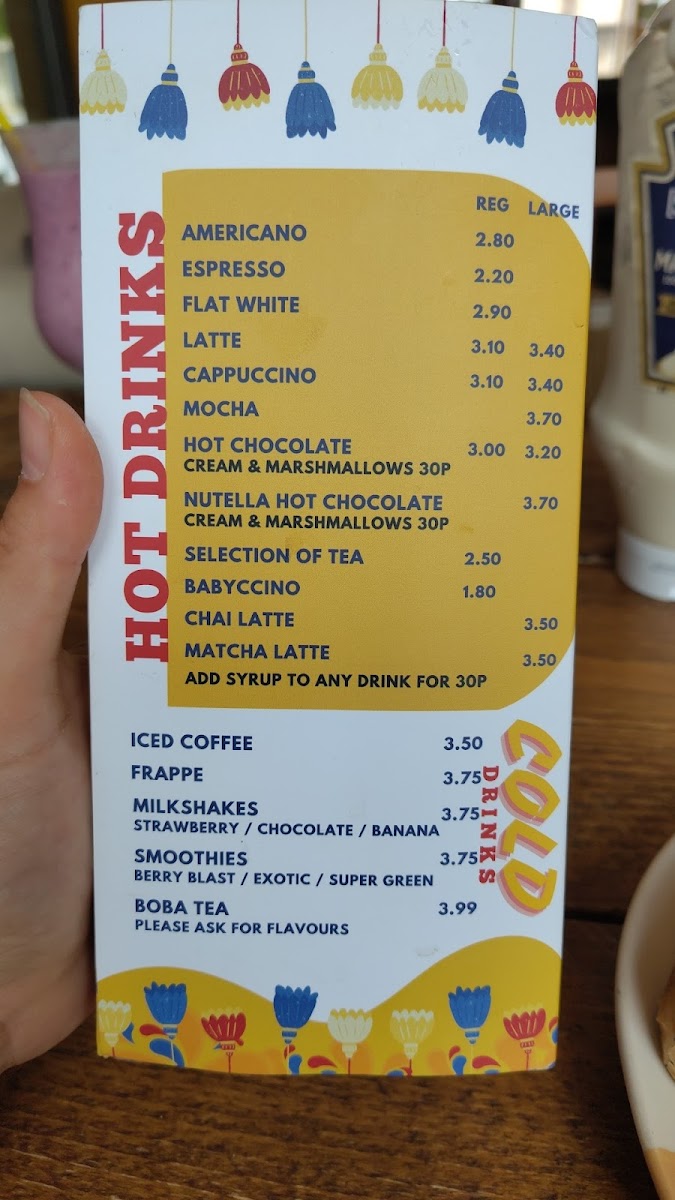 HOT DRINKS
REG LARGE
AMERICANO 2.80
ESPRESSO 2.20
FLAT WHITE 2.90
LATTE 3.10 3.40
CAPPUCCINO 3.10 3.40
MOCHA 3.70
HOT CHOCOLATE 3.00 3.20
CREAM & MARSHMALLOWS 30P
NUTELLA HOT CHOCOLATE 3.70
CREAM & MARSHMALLOWS 30P
SELECTION OF TEA 2.50
BABYCCINO 1.80
CHAI LATTE 3.50
MATCHA LATTE 3.50
ADD SYRUP TO ANY DRINK FOR 30P
COLD
DRINKS
ICED COFFEE 3.50
FRAPPE 3.75
MILKSHAKES 3.75
STRAWBERRY / CHOCOLATE / BANANA
SMOOTHIES 3.75
BERRY BLAST / EXOTIC / SUPER GREEN
BOBA TEA 3.99
PLEASE ASK FOR FLAVOURS